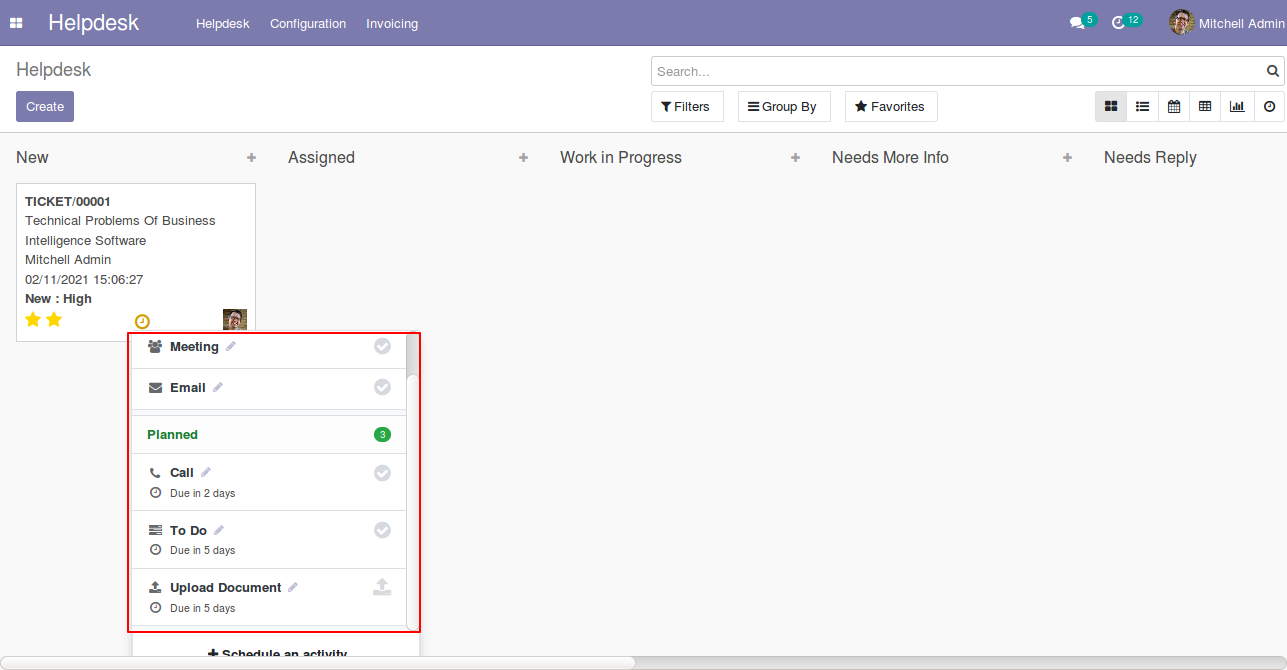 Helpdesk
Helpdesk Configuration Invoicing
5 12 Mitchell Admin
Helpdesk
Search...
Create
Filters Group By Favorites
New Assigned Work in Progress Needs More Info Needs Reply
TICKET/00001
Technical Problems Of Business
Intelligence Software
Mitchell Admin
02/11/2021 15:06:27
New : High
Meeting
Email
Planned 3
Call
Due in 2 days
To Do
Due in 5 days
Upload Document
Due in 5 days
Schedule an activity